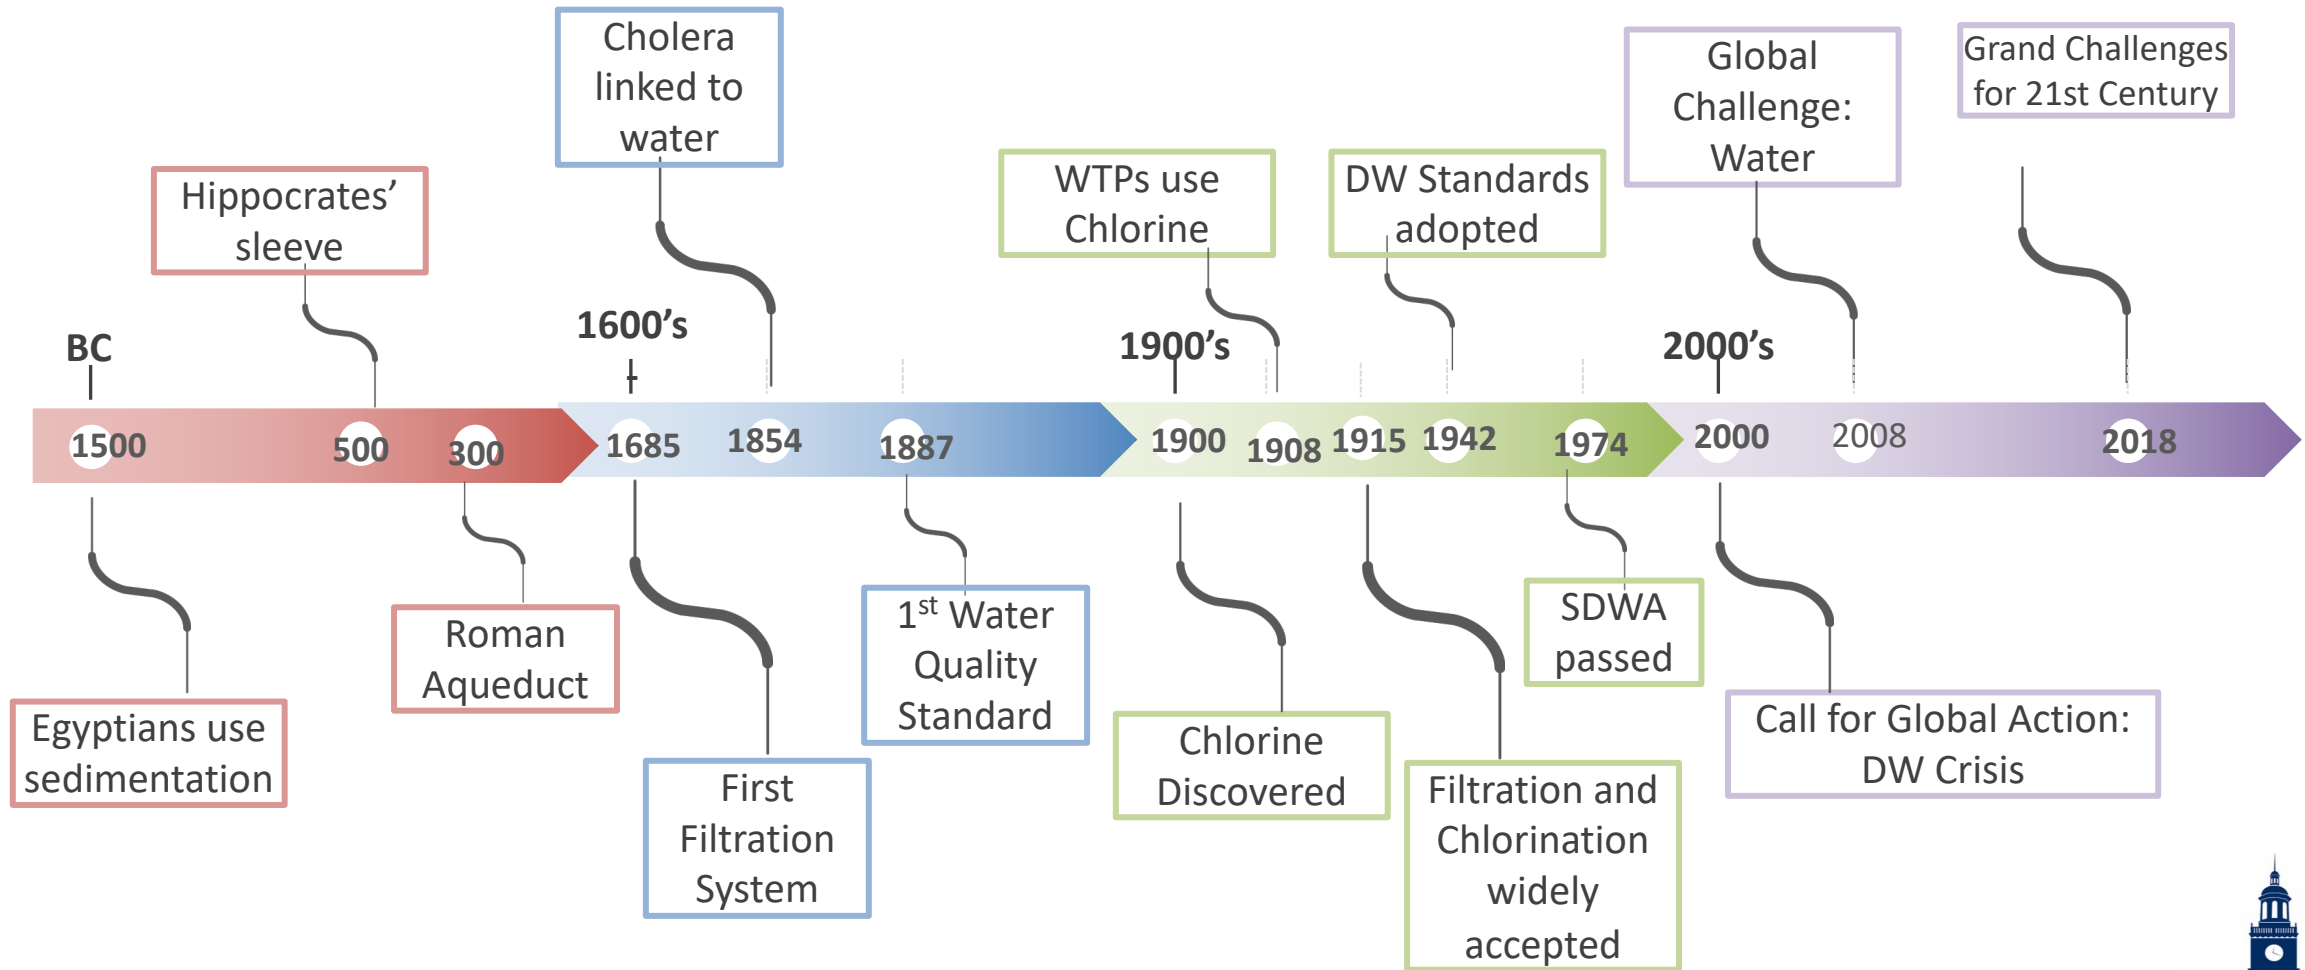 Cholera
linked to
water
Global
Challenge:
Water
Grand Challenges
for 21st Century
Hippocrates’
sleeve
WTPs use
Chlorine
DW Standards
adopted
BC
1600’s
1900’s
2000’s
1500
500
300
1685
1854
1887
1900
1908
1915
1942
1974
2000
2008
2018
Egyptians use
sedimentation
Roman
Aqueduct
First
Filtration
System
1st Water
Quality
Standard
Chlorine
Discovered
Filtration and
Chlorination
widely
accepted
SDWA
passed
Call for Global Action:
DW Crisis